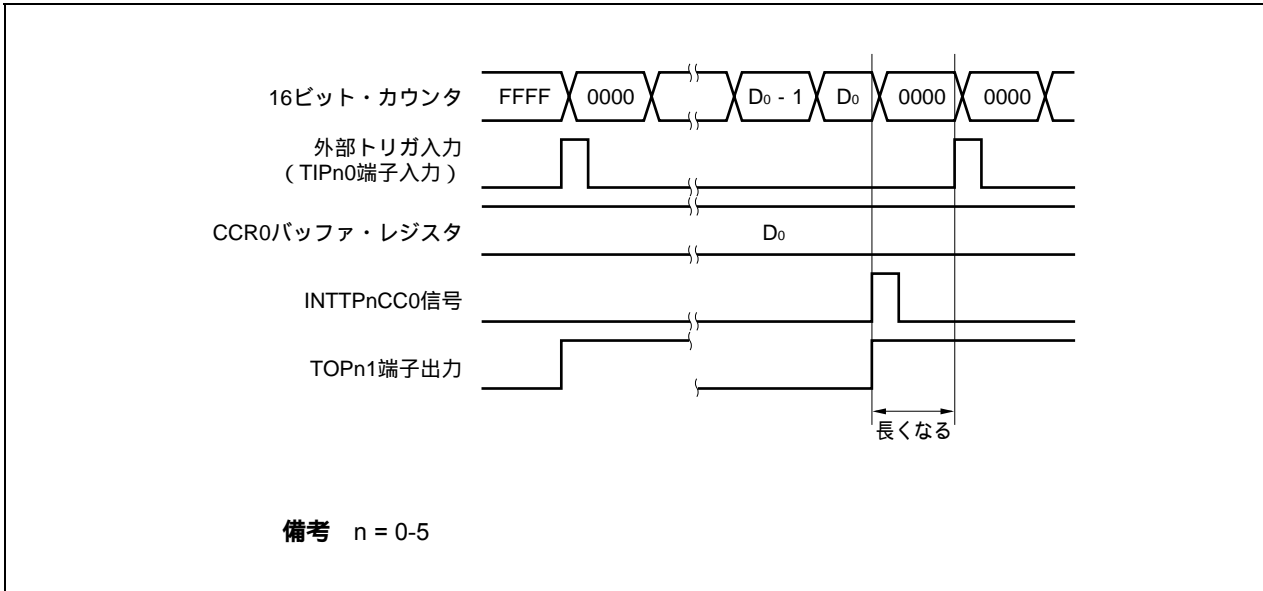 16ビット・カウンタ FFFF 0000 D0 - 1 D0 0000 0000
外部トリガ入力
（TIPn0端子入力）
CCR0バッファ・レジスタ D0
INTTPnCC0信号
TOPn1端子出力
長くなる
備考 n = 0-5